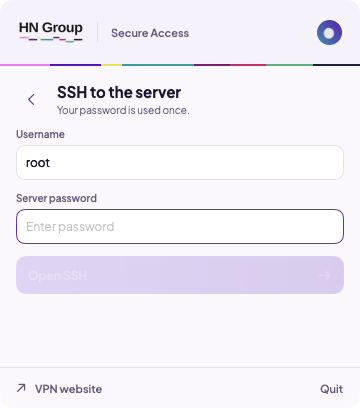 HN Group
Secure Access
SSH to the server
Your password is used once.
Username
root
Server password
Enter password
Open SSH
VPN website
Quit